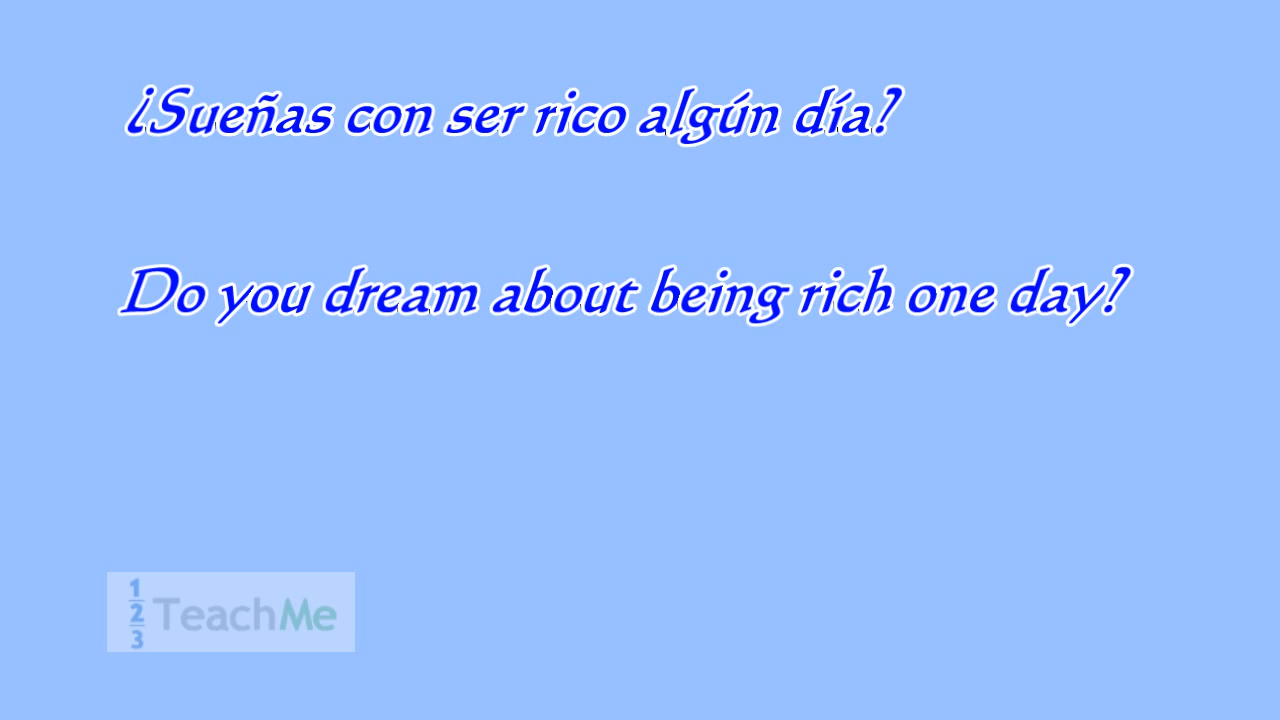 ¿Sueñas con ser rico algún día?
Do you dream about being rich one day?
1
2
3
TeachMe